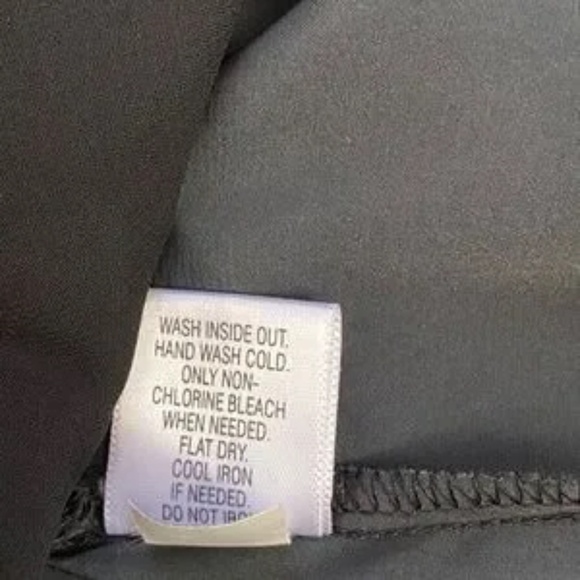 WASH INSIDE OUT.
HAND WASH COLD.
ONLY NON-
CHLORINE BLEACH
WHEN NEEDED.
FLAT DRY.
COOL IRON
IF NEEDED.
DO NOT